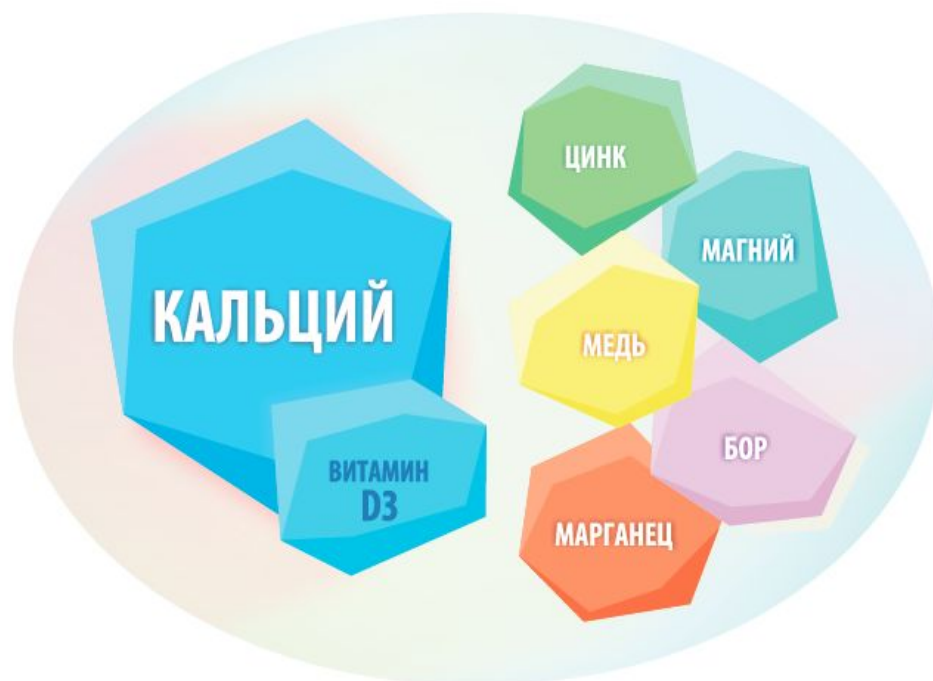 КАЛЬЦИЙ
ВИТАМИН
D3
ЦИНК
МАГНИЙ
МЕДЬ
БОР
МАРГАНЕЦ